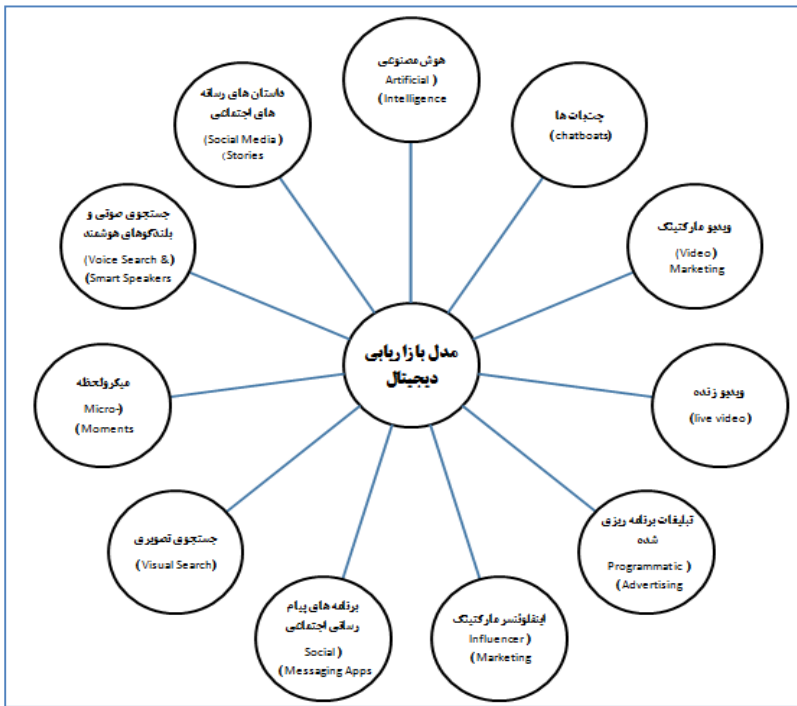 هوش مصنوعی
Artificial )
(Intelligence
چتبات ها
(chatboats)
ویدیو مارکتینگ
(Video)
Marketing
ویدیو زنده
(live video)
تبلیغات برنامه ریزی
شده
Programmatic )
(Advertising
اینفلوئنسر مارکتینگ
Influencer )
(Marketing
برنامه های پیام
رسانی اجتماعی
Social)
(Messaging Apps
جستجوی تصویری
(Visual Search)
میکرولحظه
Micro-)
(Moments
جستجوی صوتی و
بلندگوهای هوشمند
(Voice Search &)
(Smart Speakers
داستان های رسانه
های اجتماعی
(Social Media)
(Stories
مدل بازاریابی
دیجیتال